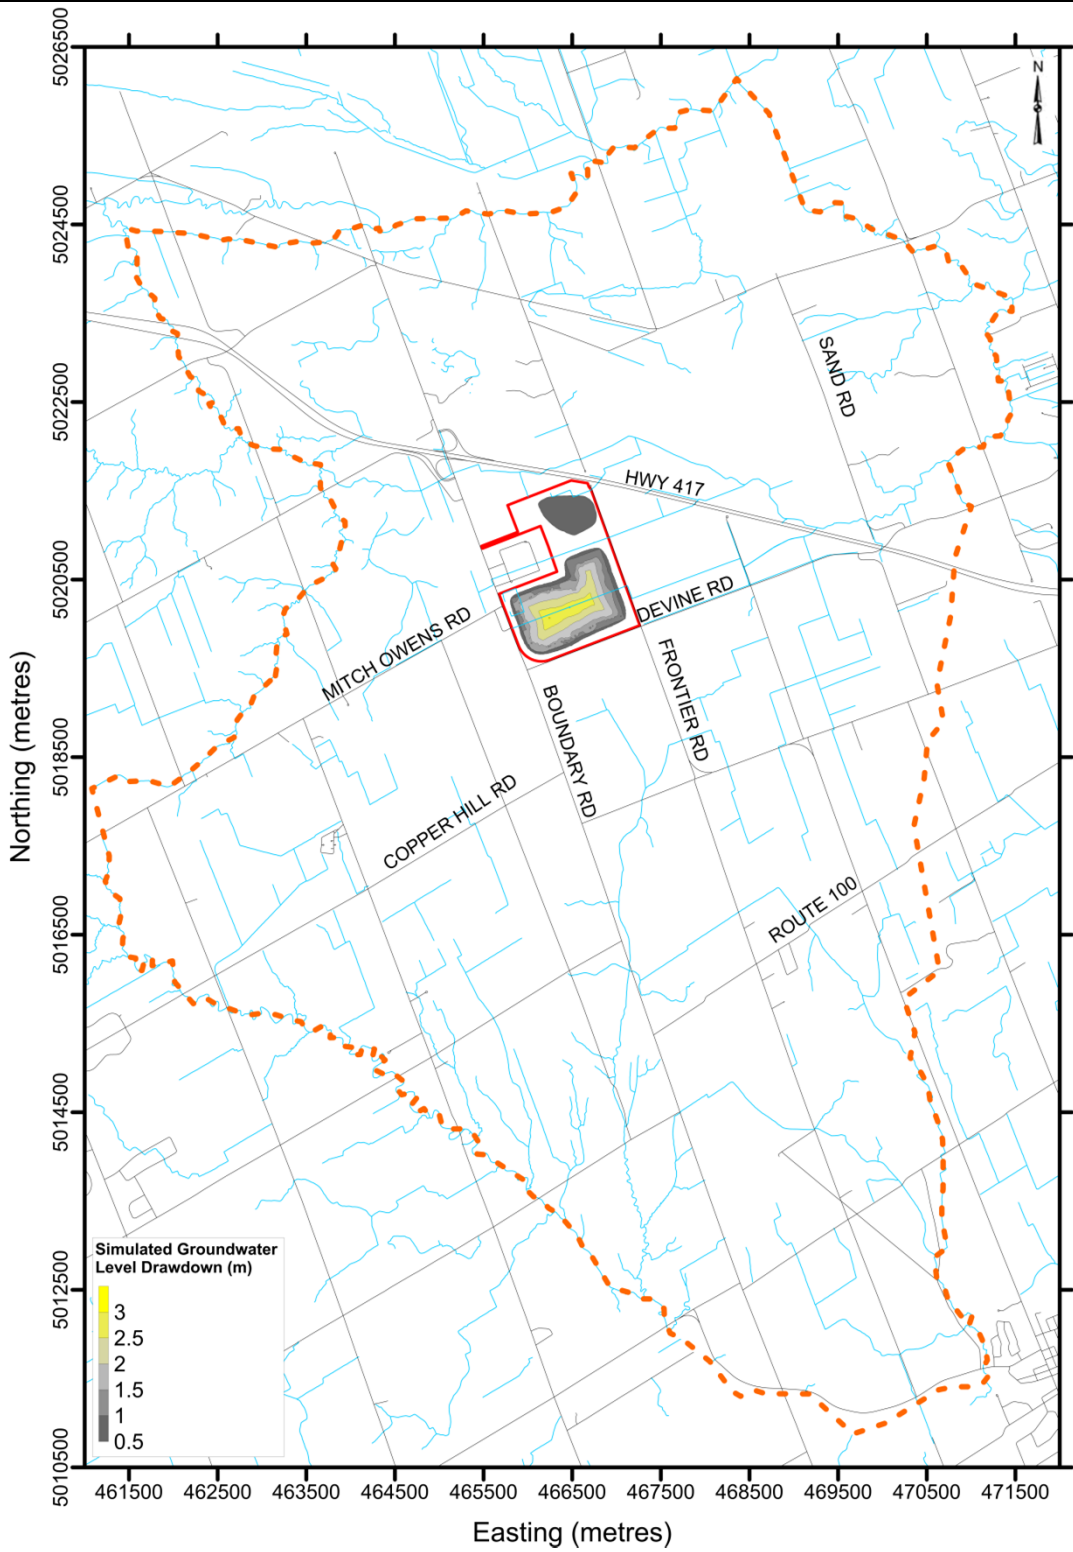 N
5026500
5024500
5022500
5020500
5018500
5016500
5014500
5012500
5010500
Northing (metres)
SAND RD
HWY 417
DEVINE RD
MITCH OWENS RD
FRONTIER RD
BOUNDARY RD
COPPER HILL RD
ROUTE 100
Simulated Groundwater
Level Drawdown (m)
3
2.5
2
1.5
1
0.5
461500 462500 463500 464500 465500 466500 467500 468500 469500 470500 471500
Easting (metres)